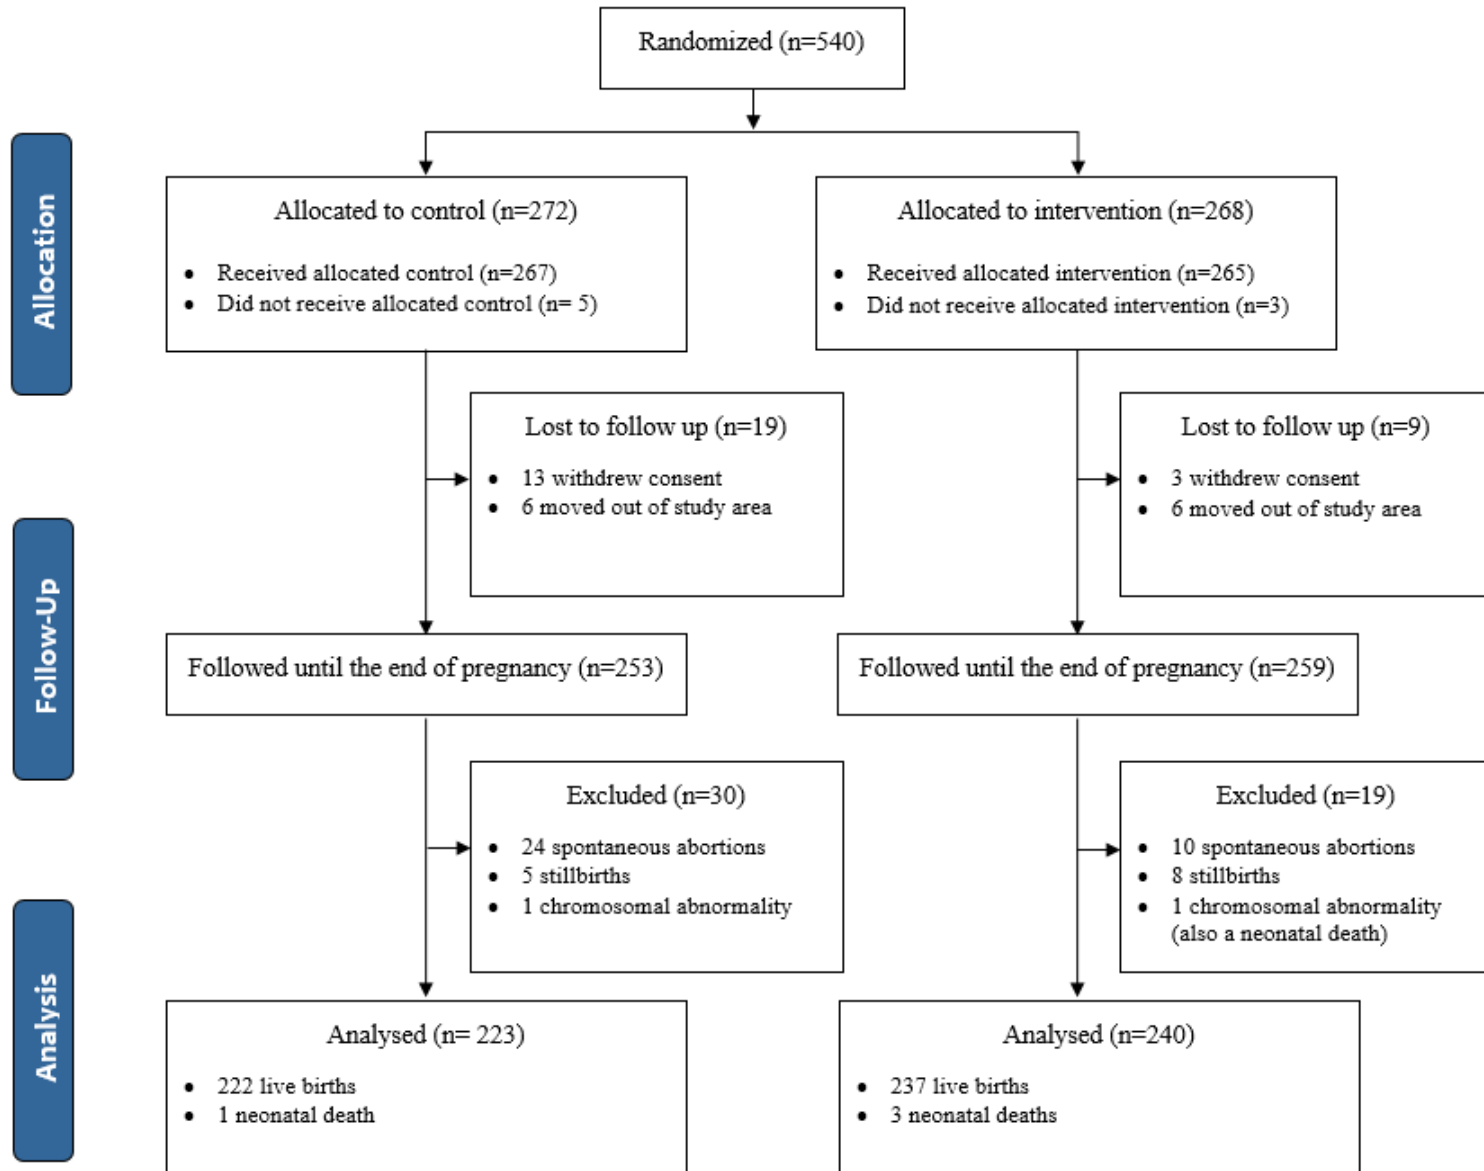 Randomized (n=540)
Allocation
Allocated to control (n=272)
• Received allocated control (n=267)
• Did not receive allocated control (n= 5)
Allocated to intervention (n=268)
• Received allocated intervention (n=265)
• Did not receive allocated intervention (n=3)
Lost to follow up (n=19)
• 13 withdrew consent
• 6 moved out of study area
Lost to follow up (n=9)
• 3 withdrew consent
• 6 moved out of study area
Follow-Up
Followed until the end of pregnancy (n=253)
Followed until the end of pregnancy (n=259)
Excluded (n=30)
• 24 spontaneous abortions
• 5 stillbirths
• 1 chromosomal abnormality
Excluded (n=19)
• 10 spontaneous abortions
• 8 stillbirths
• 1 chromosomal abnormality
(also a neonatal death)
Analysis
Analysed (n= 223)
• 222 live births
• 1 neonatal death
Analysed (n=240)
• 237 live births
• 3 neonatal deaths